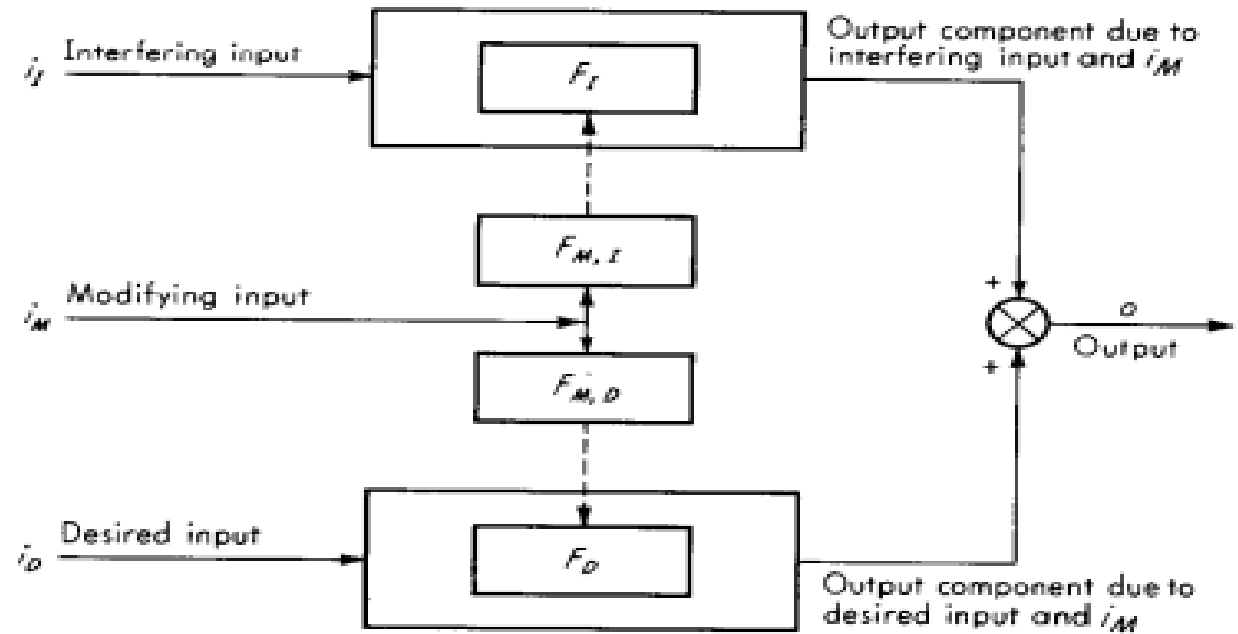 i_I Interfering input
F_I
Output component due to
interfering input and i_M
F_M,I
i_M Modifying input
+
+
o
Output
F_M,D
i_D Desired input
F_D
Output component due to
desired input and i_M